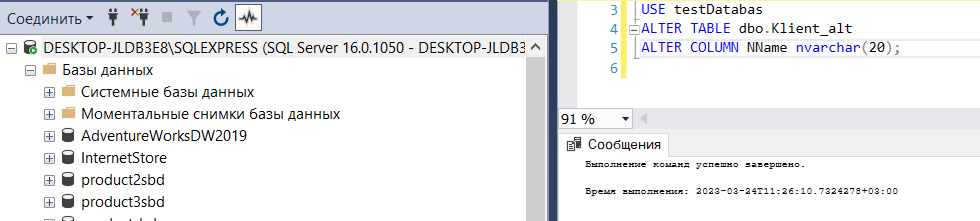 Соединить
DESKTOP-JLDB3E8\SQLEXPRESS (SQL Server 16.0.1050 - DESKTOP-JLDB3
Базы данных
Системные базы данных
Моментальные снимки базы данных
AdventureWorksDW2019
InternetStore
product2sbd
product3sbd
3 USE testDatabas
4 ALTER TABLE dbo.Klient_alt
5 ALTER COLUMN NName nvarchar(20);
6
91 %
Сообщения
Выполнение команд успешно завершено.
Время выполнения: 2023-03-24T11:26:10.7324278+03:00